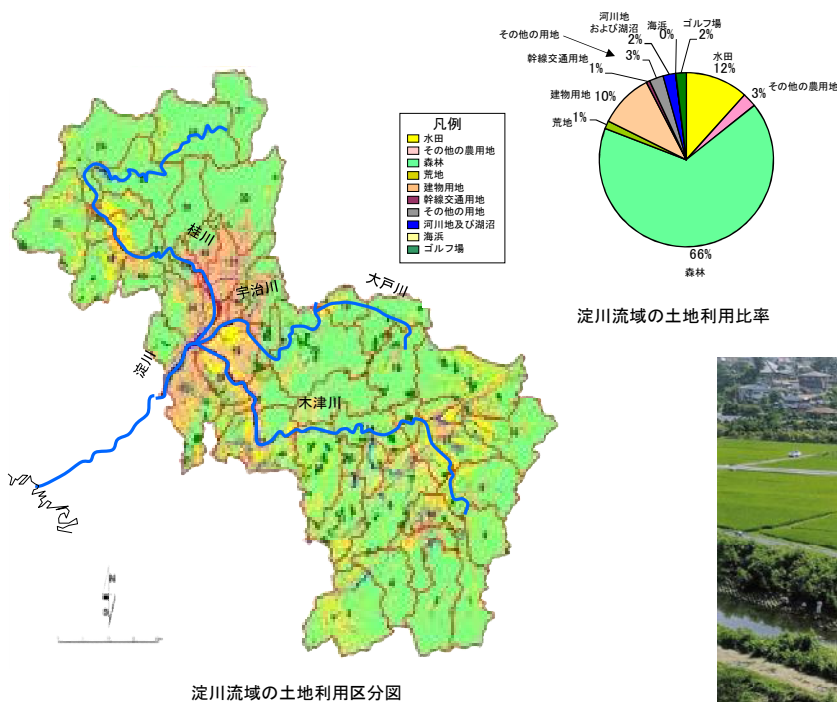 河川地
および湖沼
2%
海浜
0%
ゴルフ場
2%
その他の用地
3%
幹線交通用地
1%
水田
12%
その他の農用地
3%
建物用地
10%
荒地
1%
66%
森林
凡例
水田
その他の農用地
森林
荒地
建物用地
幹線交通用地
その他の用地
河川地及び湖沼
海浜
ゴルフ場
桂川
宇治川
大戸川
淀川
木津川
淀川流域の土地利用比率
淀川流域の土地利用区分図